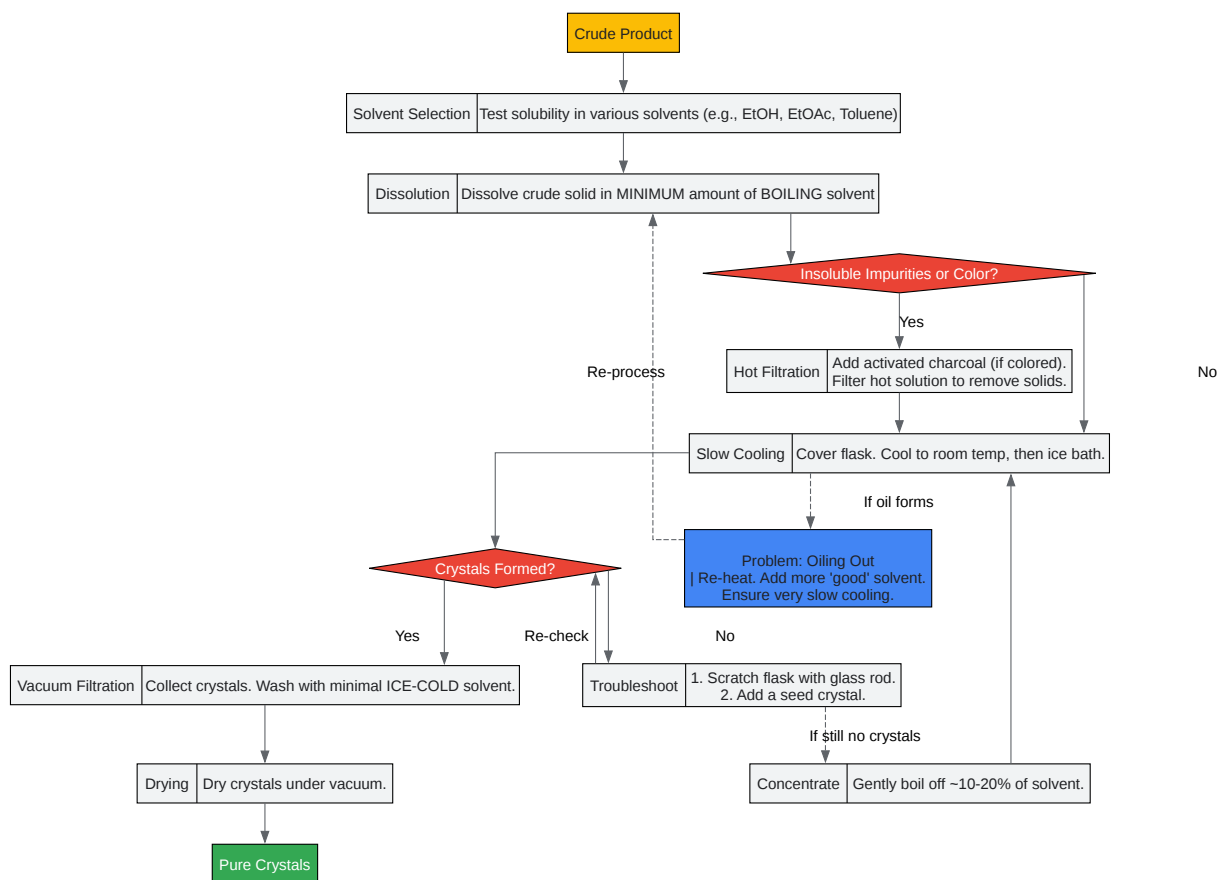 Crude Product
Solvent Selection
Test solubility in various solvents (e.g., EtOH, EtOAc, Toluene)
Dissolution
Dissolve crude solid in MINIMUM amount of BOILING solvent
Insoluble Impurities or Color?
Yes
Re-process
Hot Filtration
Add activated charcoal (if colored).
Filter hot solution to remove solids.
No
Slow Cooling
Cover flask. Cool to room temp, then ice bath.
If oil forms
Problem: Oiling Out
| Re-heat. Add more 'good' solvent.
Ensure very slow cooling.
Crystals Formed?
Yes
Re-check
No
Vacuum Filtration
Collect crystals. Wash with minimal ICE-COLD solvent.
Troubleshoot
1. Scratch flask with glass rod.
2. Add a seed crystal.
If still no crystals
Drying
Dry crystals under vacuum.
Concentrate
Gently boil off ~10-20% of solvent.
Pure Crystals